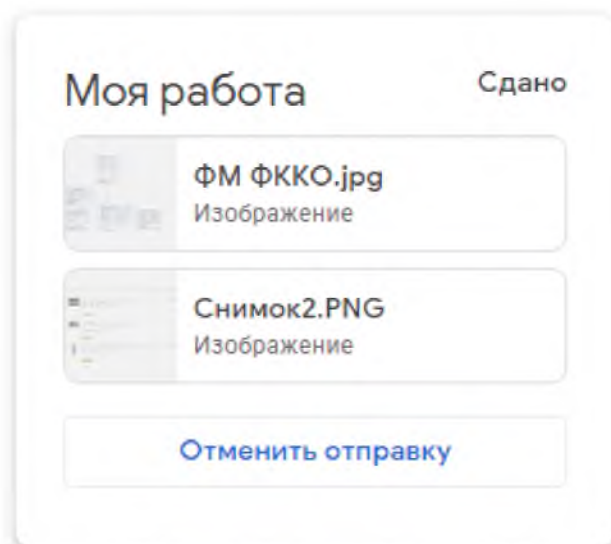 Моя работа
Сдано
ФМ ФККО.jpg
Изображение
Снимок2.PNG
Изображение
Отменить отправку